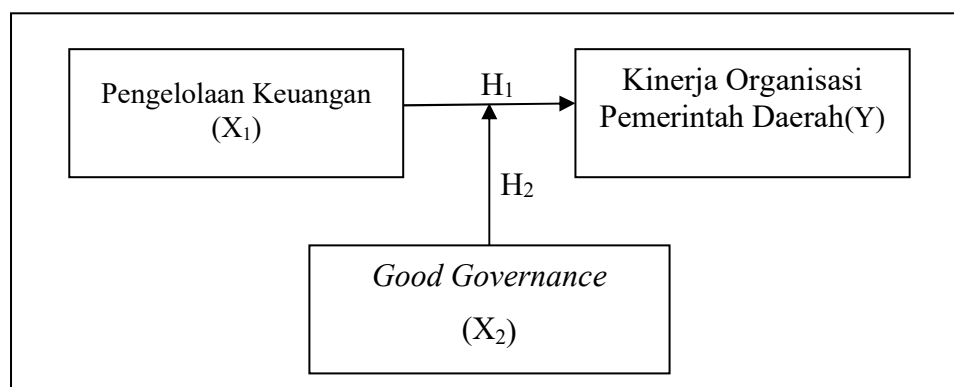 Pengelolaan Keuangan
(X₁)
H₁
Kinerja Organisasi
Pemerintah Daerah(Y)
H₂
Good Governance
(X₂)